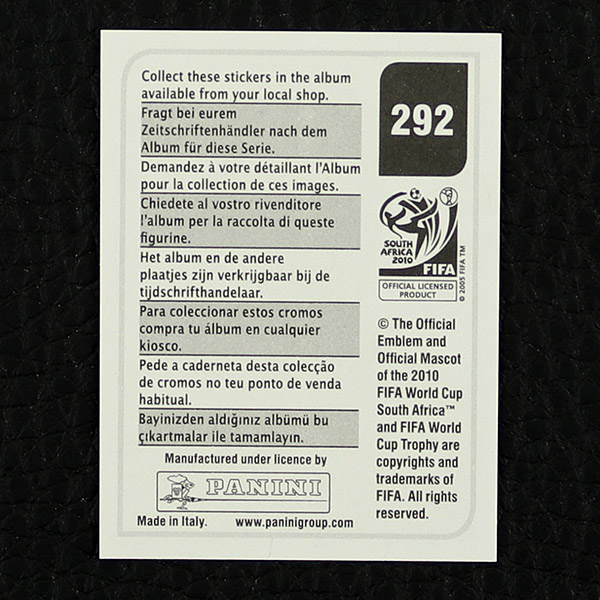 Collect these stickers in the album
available from your local shop.
Fragt bei eurem
Zeitschriftenhändler nach dem
Album für diese Serie.
Demandez à votre détaillant l'Album
pour la collection de ces images.
Chiedete al vostro rivenditore
l'album per la raccolta di queste
figurine.
Het album en de andere
plaatjes zijn verkrijgbaar bij de
tijdschrifthandelaar.
Para coleccionar estos cromos
compra tu álbum en cualquier
kiosco.
Pede a caderneta desta colecção
de cromos no teu ponto de venda
habitual.
Bayinizden aldığınız albümü bu
çıkartmalar ile tamamlayın.
Manufactured under licence by
PANINI
Made in Italy. www.paninigroup.com
292
SOUTH
AFRICA
2010
FIFA
OFFICIAL LICENSED
PRODUCT
© 2005 FIFA TM
© The Official
Emblem and
Official Mascot
of the 2010
FIFA World Cup
South Africa™
and FIFA World
Cup Trophy are
copyrights and
trademarks of
FIFA. All rights
reserved.